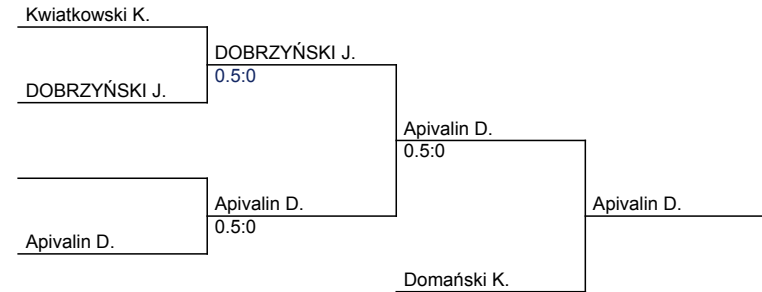 Kwiatkowski K.
DOBRZYŃSKI J.
0.5:0
DOBRZYŃSKI J.
Apivalin D.
0.5:0
Apivalin D.
0.5:0
Apivalin D.
Apivalin D.
Domański K.